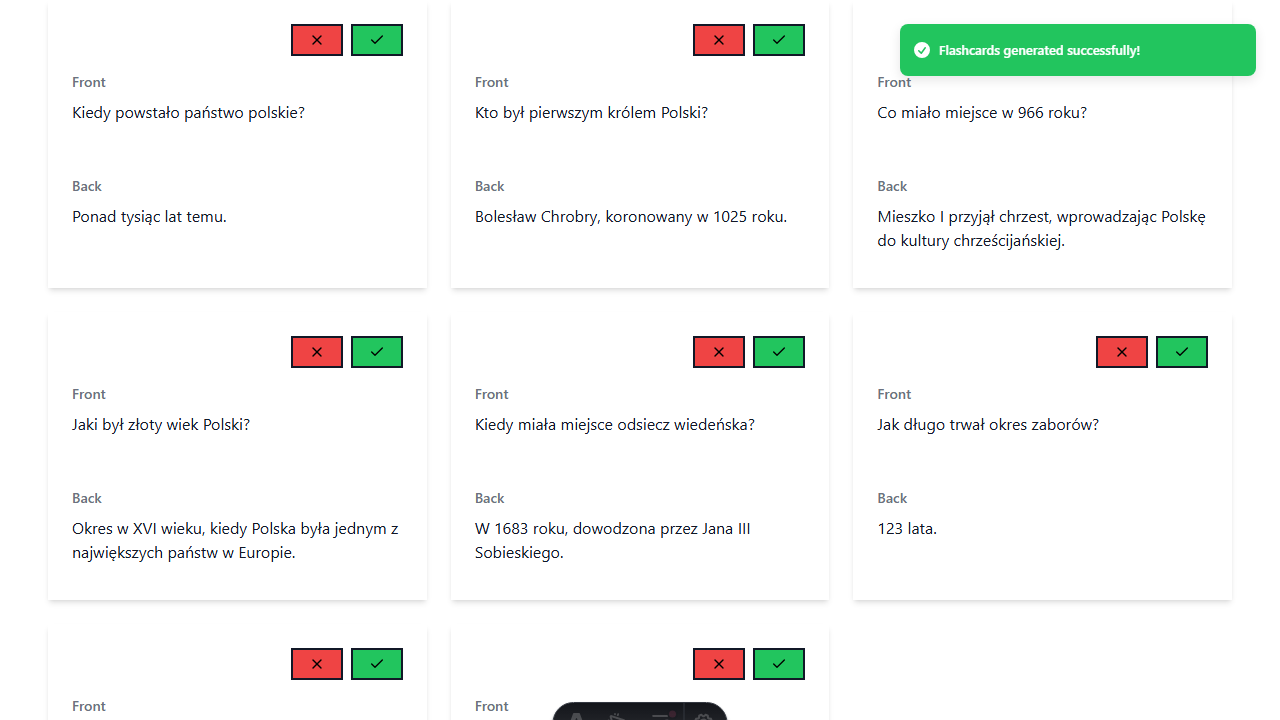 Flashcards generated successfully!
Front
Kiedy powstało państwo polskie?
Back
Ponad tysiąc lat temu.
Front
Kto był pierwszym królem Polski?
Back
Bolesław Chrobry, koronowany w 1025 roku.
Front
Co miało miejsce w 966 roku?
Back
Mieszko I przyjął chrzest, wprowadzając Polskę
do kultury chrześcijańskiej.
Front
Jaki był złoty wiek Polski?
Back
Okres w XVI wieku, kiedy Polska była jednym z
największych państw w Europie.
Front
Kiedy miała miejsce odsiecz wiedeńska?
Back
W 1683 roku, dowodzona przez Jana III
Sobieskiego.
Front
Jak długo trwał okres zaborów?
Back
123 lata.
Front
Front